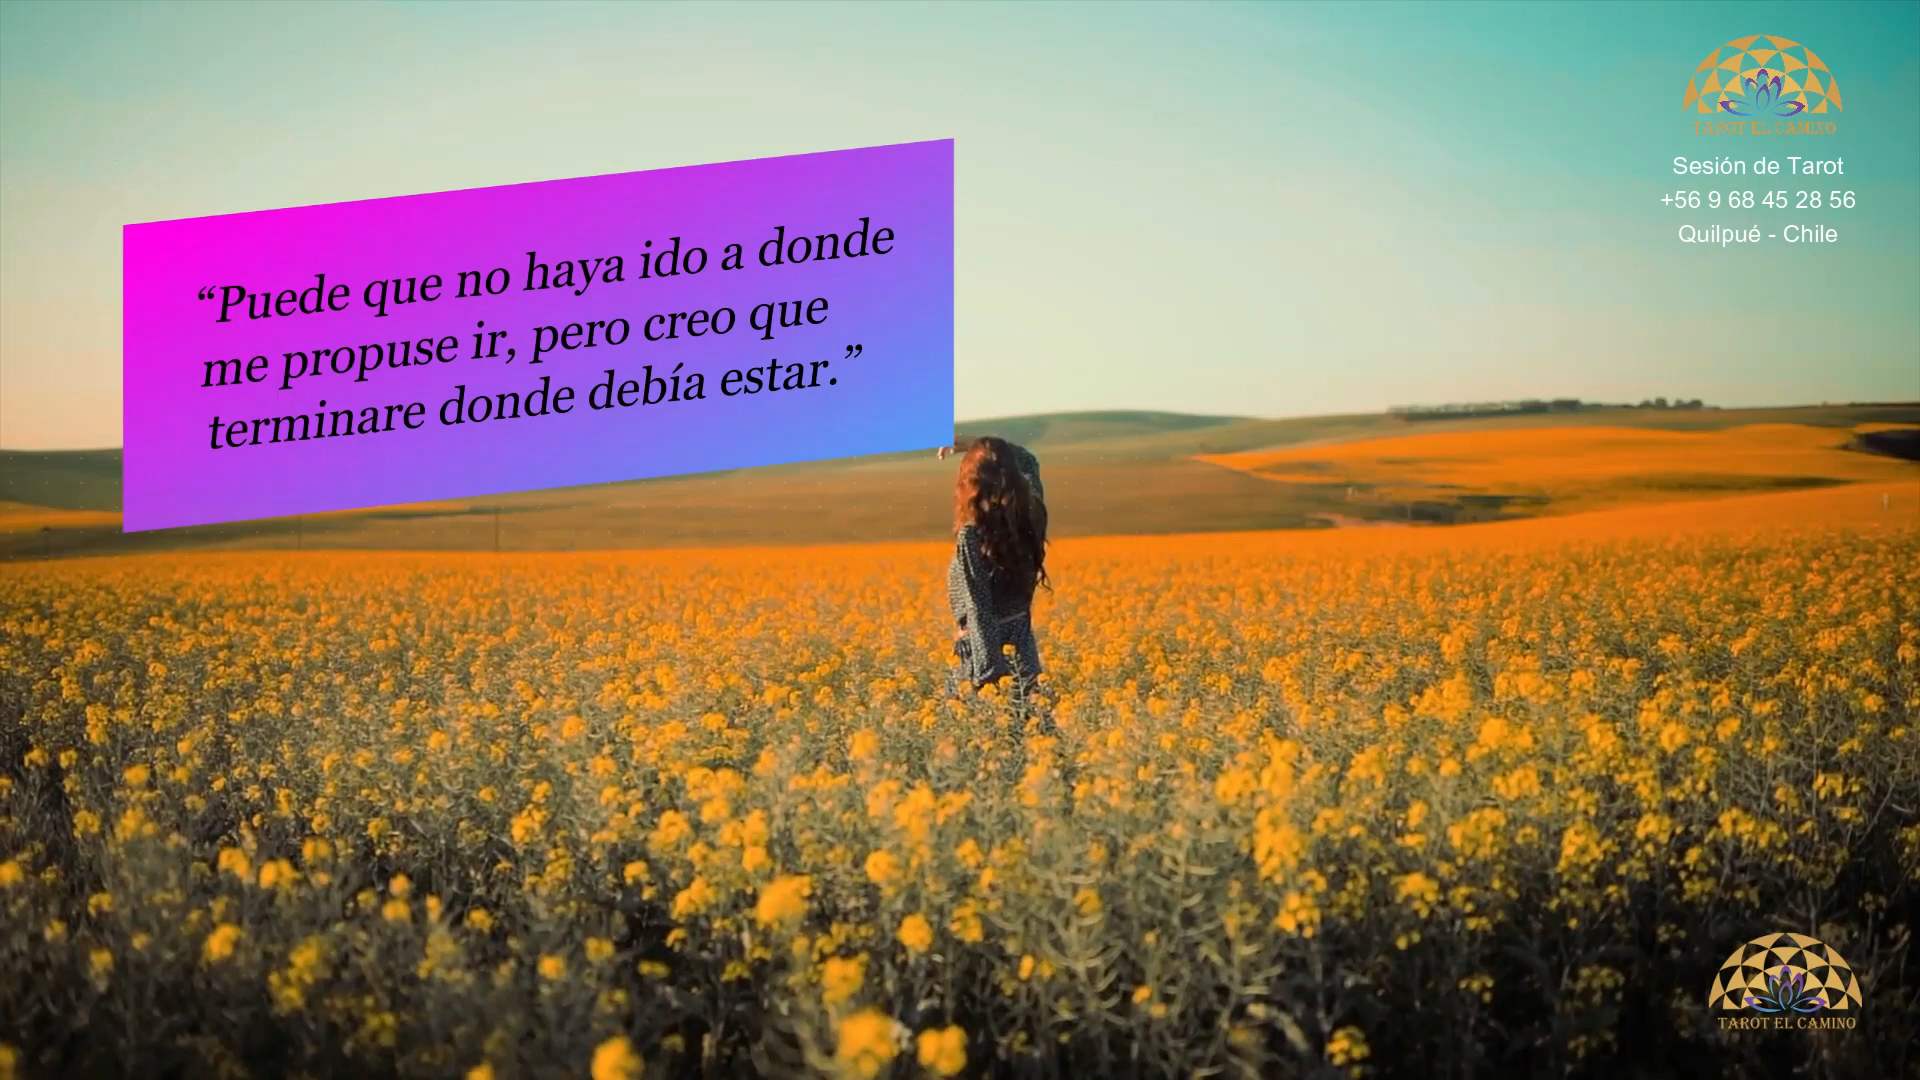 “Puede que no haya ido a donde
me propuse ir, pero creo que
terminare donde debía estar.”
TAROT EL CAMINO
Sesión de Tarot
+56 9 68 45 28 56
Quilpué - Chile
TAROT EL CAMINO